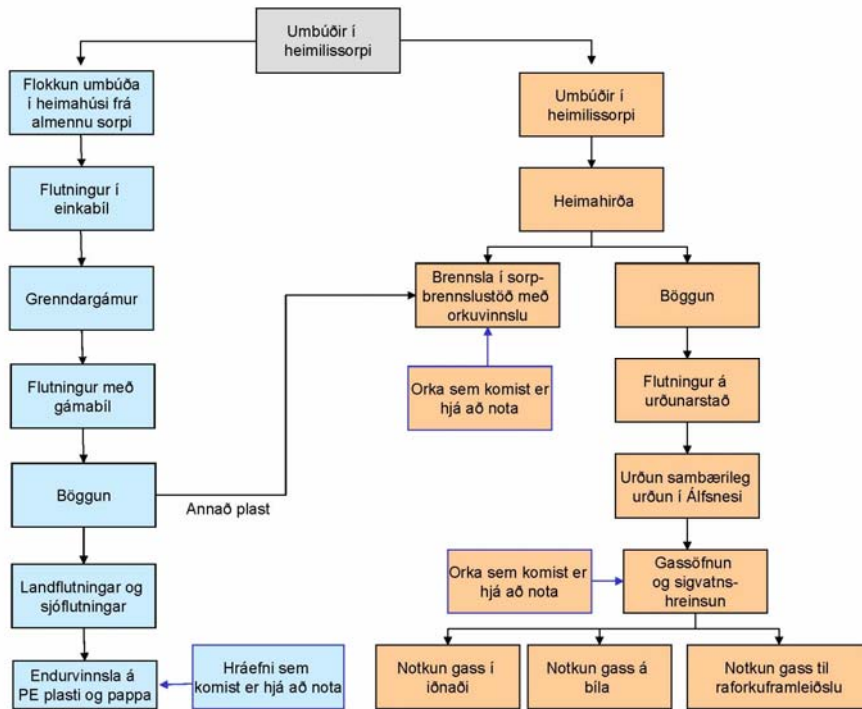 Umbúðir í
heimilissorpi
Flokkun umbúða
í heimahúsi frá
almennu sorpi
Flutningur í
einkabíl
Grenndargámur
Flutningur með
gámabíl
Böggun
Annað plast
Landflutningar og
sjóflutningar
Endurvinnsla á
PE plasti og pappa
Hráefni sem
komist er hjá að nota
Umbúðir í
heimilissorpi
Heimahirða
Brennsla í sorp-
brennslustöð með
orkuvinnslu
Orka sem komist er
hjá að nota
Böggun
Flutningur á
urðunarstað
Urðun sambærileg
urðun í Álfsnesi
Orka sem komist er
hjá að nota
Gassöfnun
og sigvatns-
hreinsun
Notkun gass í
iðnaði
Notkun gass á
bíla
Notkun gass til
raforkuframleiðslu